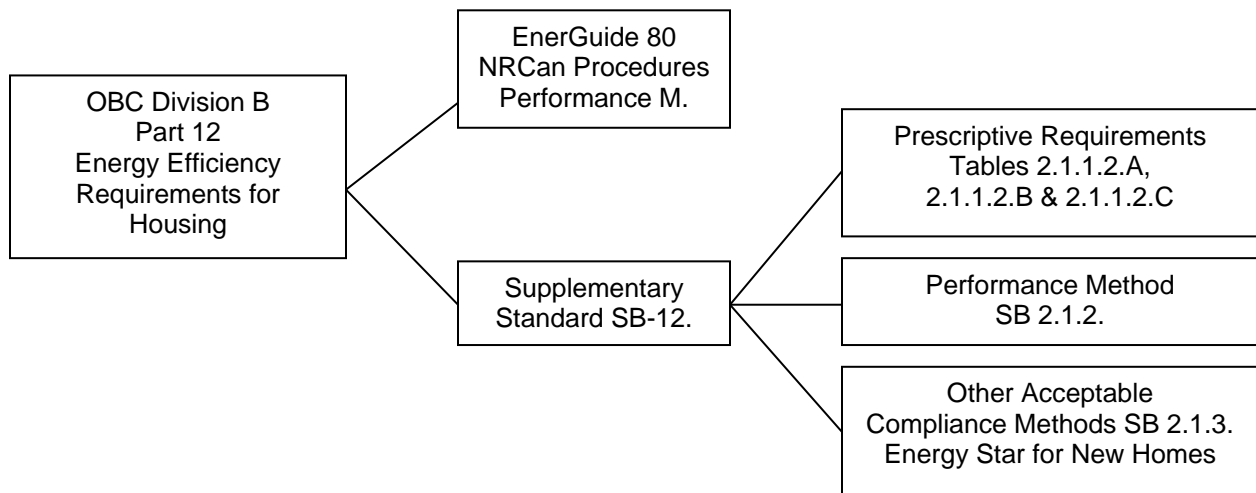 OBC Division B
Part 12
Energy Efficiency
Requirements for
Housing
EnerGuide 80
NRCan Procedures
Performance M.
Supplementary
Standard SB-12.
Prescriptive Requirements
Tables 2.1.1.2.A,
2.1.1.2.B & 2.1.1.2.C
Performance Method
SB 2.1.2.
Other Acceptable
Compliance Methods SB 2.1.3.
Energy Star for New Homes